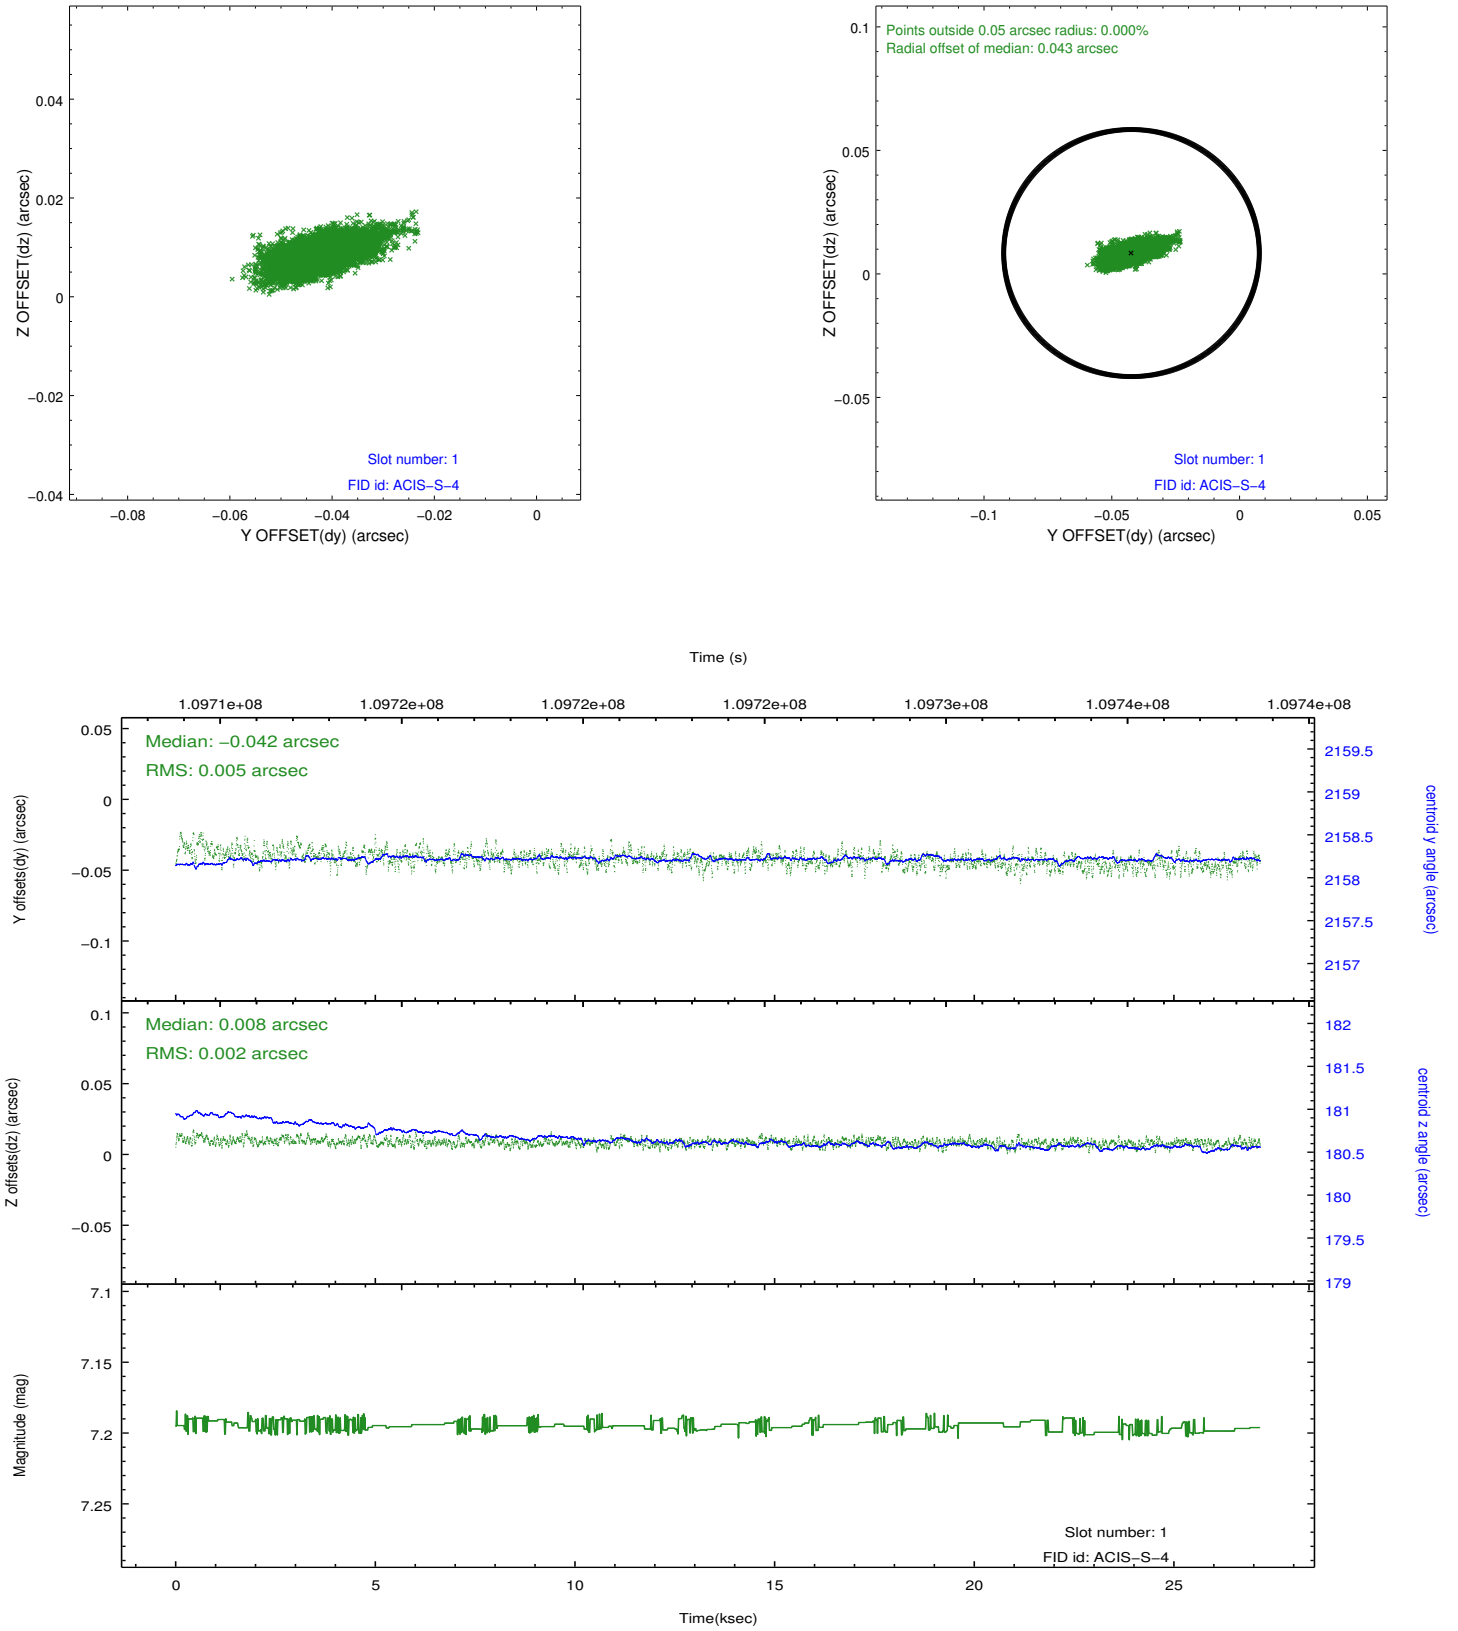 0.04
0.02
0
−0.02
−0.04
Z OFFSET(dz) (arcsec)
Slot number: 1
FID id: ACIS−S−4
−0.08
−0.06
−0.04
−0.02
0
Y OFFSET(dy) (arcsec)
Points outside 0.05 arcsec radius: 0.000%
Radial offset of median: 0.043 arcsec
0.1
0.05
0
−0.05
Z OFFSET(dz) (arcsec)
Slot number: 1
FID id: ACIS−S−4
−0.1
−0.05
0
0.05
Y OFFSET(dy) (arcsec)
Time (s)
1.0971e+08
1.0972e+08
1.0972e+08
1.0972e+08
1.0973e+08
1.0974e+08
1.0974e+08
Median: −0.042 arcsec
RMS: 0.005 arcsec
0.05
0
−0.05
−0.1
Y offsets(dy) (arcsec)
2159.5
2159
2158.5
2158
2157.5
2157
centroid y angle (arcsec)
Median: 0.008 arcsec
RMS: 0.002 arcsec
0.1
0.05
0
−0.05
Z offsets(dz) (arcsec)
182
181.5
181
180.5
180
179.5
179
centroid z angle (arcsec)
7.1
7.15
7.2
7.25
Magnitude (mag)
Slot number: 1
FID id: ACIS−S−4
0
5
10
15
20
25
Time(ksec)